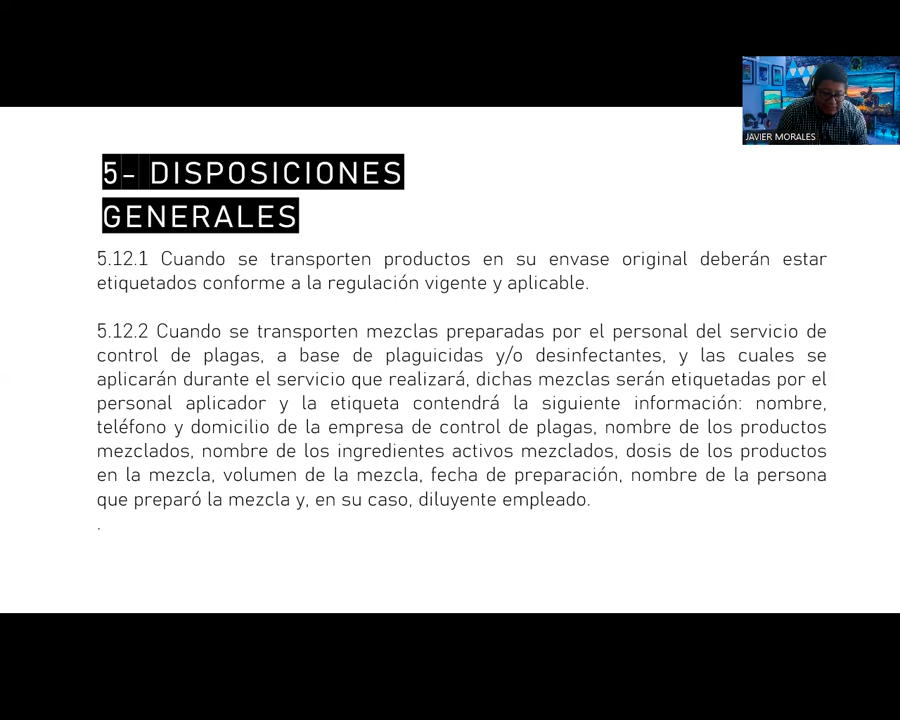 JAVIER MORALES
5- DISPOSICIONES
GENERALES
5.12.1 Cuando se transporten productos en su envase original deberán estar
etiquetados conforme a la regulación vigente y aplicable.
5.12.2 Cuando se transporten mezclas preparadas por el personal del servicio de
control de plagas, a base de plaguicidas y/o desinfectantes, y las cuales se
aplicarán durante el servicio que realizará, dichas mezclas serán etiquetadas por el
personal aplicador y la etiqueta contendrá la siguiente información: nombre,
teléfono y domicilio de la empresa de control de plagas, nombre de los productos
mezclados, nombre de los ingredientes activos mezclados, dosis de los productos
en la mezcla, volumen de la mezcla, fecha de preparación, nombre de la persona
que preparó la mezcla y, en su caso, diluyente empleado.
.